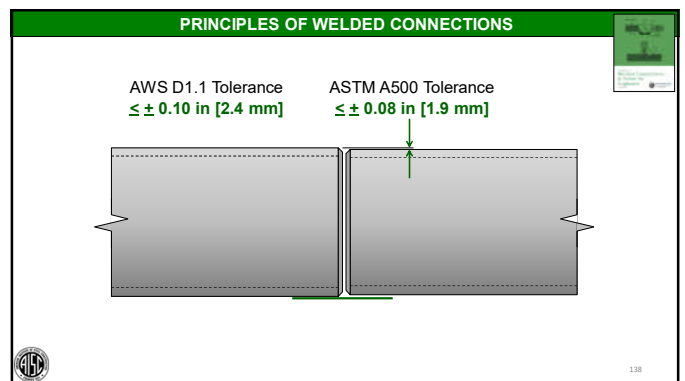 PRINCIPLES OF WELDED CONNECTIONS
AWS D1.1 Tolerance
≤ ± 0.10 in [2.4 mm]
ASTM A500 Tolerance
≤ ± 0.08 in [1.9 mm]
AISC
138